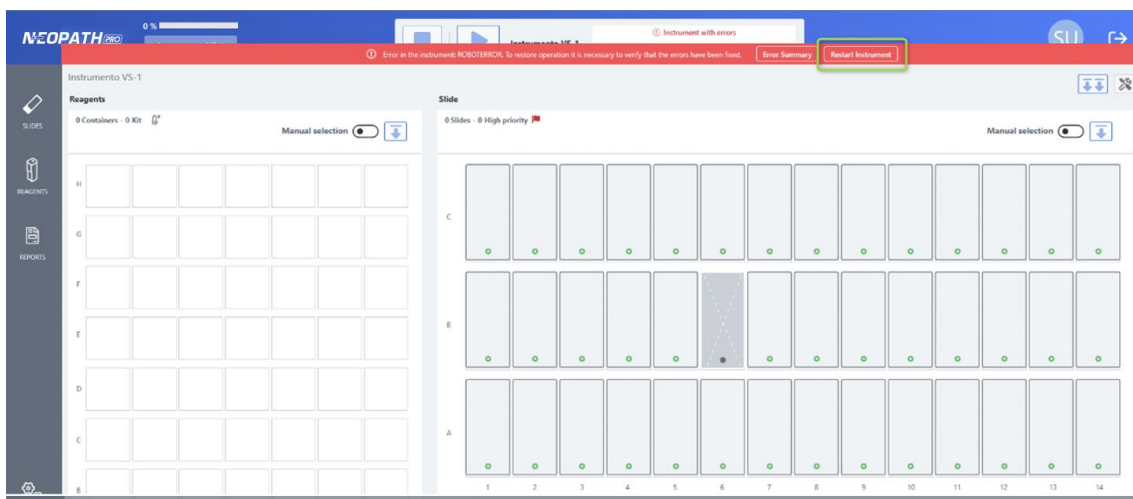 NEOPATH PRO
0 %
Instrument with errors
SU
Error in the instrument: ROBOTERROR. To restore operation it is necessary to verify that the errors have been fixed.
Error Summary
Restart Instrument
Instrumento VS-1
Reagents
0 Containers - 0 Kit
Manual selection
Slide
0 Slides - 0 High priority
Manual selection
SLIDES
REAGENTS
REPORTS
H
G
F
E
D
C
B
C
B
A
1 2 3 4 5 6 7 8 9 10 11 12 13 14